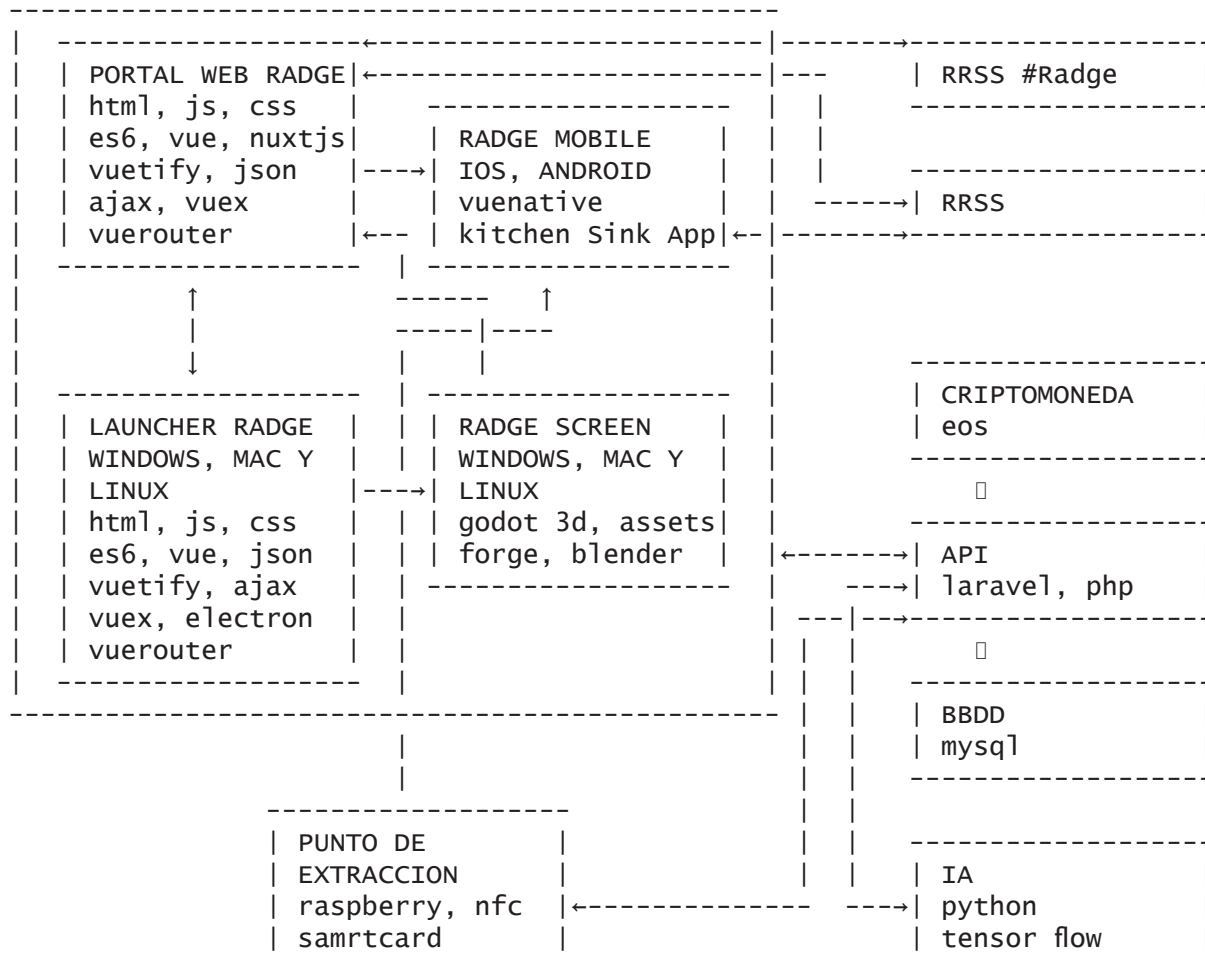 PORTAL WEB RADGE
RRSS #Radge
html, js, css
es6, vue, nuxtjs
RADGE MOBILE
vuetify, json
IOS, ANDROID
ajax, vuex
vuenative
RRSS
vuerouter
kitchen Sink App
CRIPTOMONEDA
LAUNCHER RADGE
RADGE SCREEN
eos
WINDOWS, MAC Y
WINDOWS, MAC Y
LINUX
LINUX
html, js, css
godot 3d, assets
es6, vue, json
forge, blender
API
vuetify, ajax
laravel, php
vuex, electron
vuerouter
BBDD
mysql
PUNTO DE
EXTRACCION
IA
raspberry, nfc
python
samrtcard
tensor flow